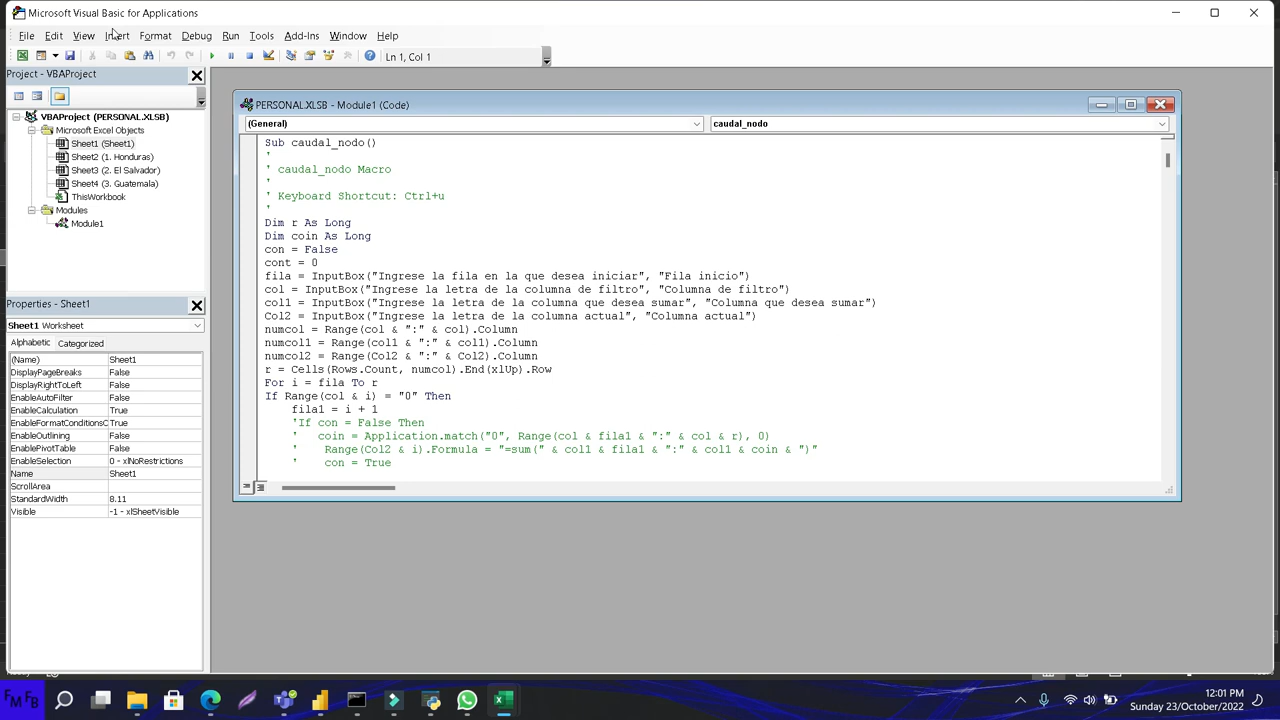 Microsoft Visual Basic for Applications
File Edit View Insert Format Debug Run Tools Add-Ins Window Help
Ln 1, Col 1
Project - VBAProject
VBAProject (PERSONAL.XLSB)
Microsoft Excel Objects
Sheet1 (Sheet1)
Sheet2 (1. Honduras)
Sheet3 (2. El Salvador)
Sheet4 (3. Guatemala)
ThisWorkbook
Modules
Module1
Properties - Sheet1
Sheet1 Worksheet
Alphabetic Categorized
(Name) Sheet1
DisplayPageBreaks False
DisplayRightToLeft False
EnableAutoFilter False
EnableCalculation True
EnableFormatConditionsC True
EnableOutlining False
EnablePivotTable False
EnableSelection 0 - xlNoRestrictions
Name Sheet1
ScrollArea
StandardWidth 8.11
Visible -1 - xlSheetVisible
PERSONAL.XLSB - Module1 (Code)
(General) caudal_nodo
Sub caudal_nodo()
'
' caudal_nodo Macro
'
' Keyboard Shortcut: Ctrl+u
'
Dim r As Long
Dim coin As Long
con = False
cont = 0
fila = InputBox("Ingrese la fila en la que desea iniciar", "Fila inicio")
col = InputBox("Ingrese la letra de la columna de filtro", "Columna de filtro")
col1 = InputBox("Ingrese la letra de la columna que desea sumar", "Columna que desea sumar")
Col2 = InputBox("Ingrese la letra de la columna actual", "Columna actual")
numcol = Range(col & ":" & col).Column
numcol1 = Range(col1 & ":" & col1).Column
numcol2 = Range(Col2 & ":" & Col2).Column
r = Cells(Rows.Count, numcol).End(xlUp).Row
For i = fila To r
If Range(col & i) = "0" Then
fila1 = i + 1
'If con = False Then
' coin = Application.match("0", Range(col & fila1 & ":" & col & r), 0)
' Range(Col2 & i).Formula = "=sum(" & col1 & fila1 & ":" & col1 & coin & ")"
' con = True
FM FB
12:01 PM
Sunday 23/October/2022